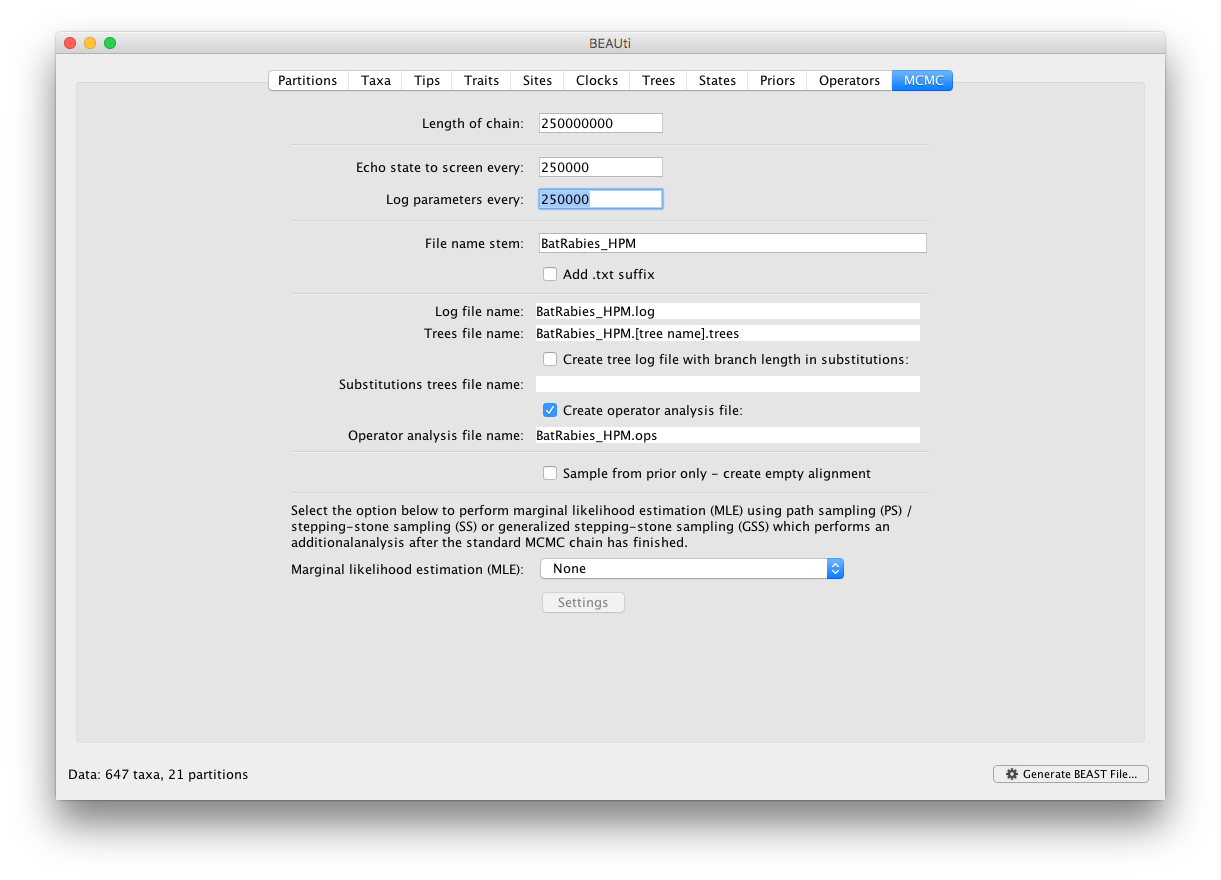 BEAUti
Partitions Taxa Tips Traits Sites Clocks Trees States Priors Operators MCMC
Length of chain: 250000000
Echo state to screen every: 250000
Log parameters every: 250000
File name stem: BatRabies_HPM
Add .txt suffix
Log file name: BatRabies_HPM.log
Trees file name: BatRabies_HPM.[tree name].trees
Create tree log file with branch length in substitutions:
Substitutions trees file name:
Create operator analysis file:
Operator analysis file name: BatRabies_HPM.ops
Sample from prior only – create empty alignment
Select the option below to perform marginal likelihood estimation (MLE) using path sampling (PS) /
stepping-stone sampling (SS) or generalized stepping-stone sampling (GSS) which performs an
additionalanalysis after the standard MCMC chain has finished.
Marginal likelihood estimation (MLE): None
Settings
Data: 647 taxa, 21 partitions
Generate BEAST File...